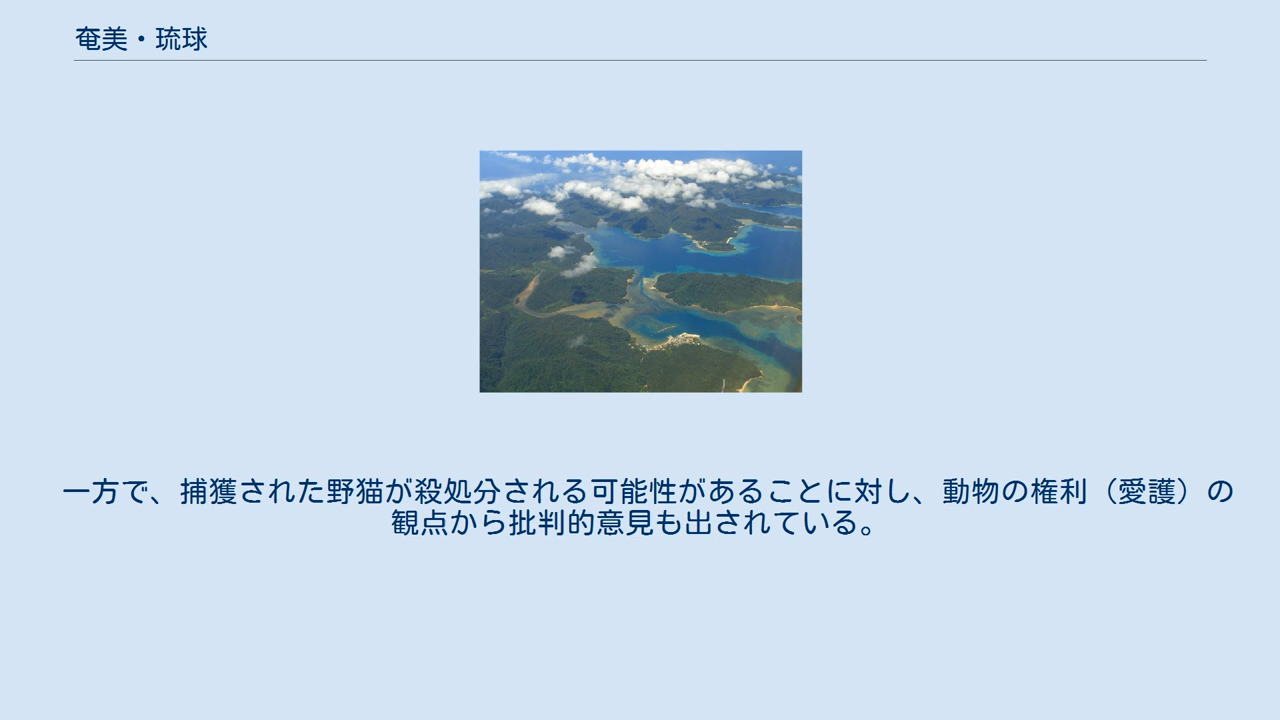 奄美・琉球
一方で、捕獲された野猫が殺処分される可能性があることに対し、動物の権利（愛護）の
観点から批判的意見も出されている。